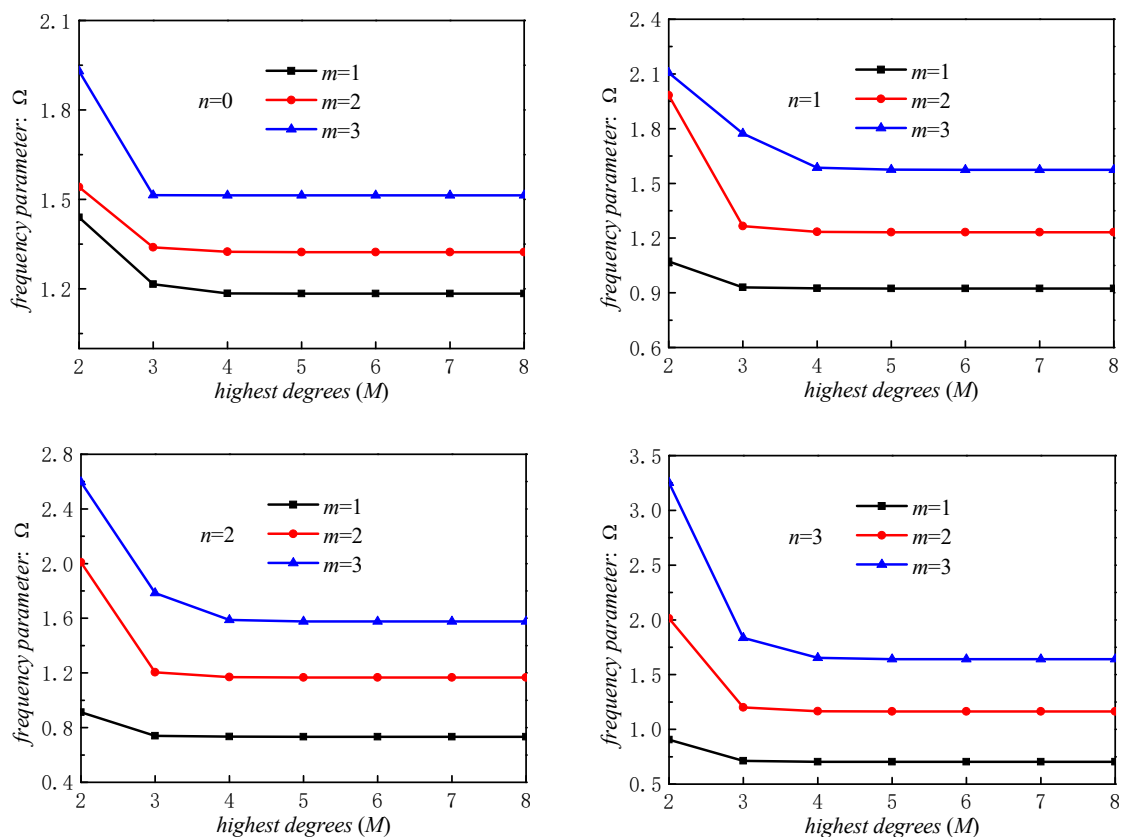 2.1
1.8
1.5
1.2
frequency parameter: Ω
n=0
m=1
m=2
m=3
2 3 4 5 6 7 8
highest degrees (M)
2.4
2.1
1.8
1.5
1.2
0.9
0.6
frequency parameter: Ω
n=1
m=1
m=2
m=3
2 3 4 5 6 7 8
highest degrees (M)
2.8
2.4
2.0
1.6
1.2
0.8
0.4
frequency parameter: Ω
n=2
m=1
m=2
m=3
2 3 4 5 6 7 8
highest degrees (M)
3.5
3.0
2.5
2.0
1.5
1.0
0.5
frequency parameter: Ω
n=3
m=1
m=2
m=3
2 3 4 5 6 7 8
highest degrees (M)